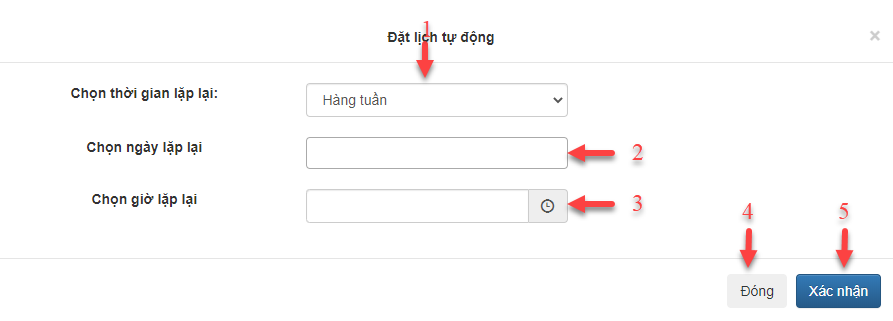 1
Đặt lịch tự động
×
Chọn thời gian lặp lại:
Hàng tuần
Chọn ngày lặp lại
2
Chọn giờ lặp lại
3
4
5
Đóng
Xác nhận